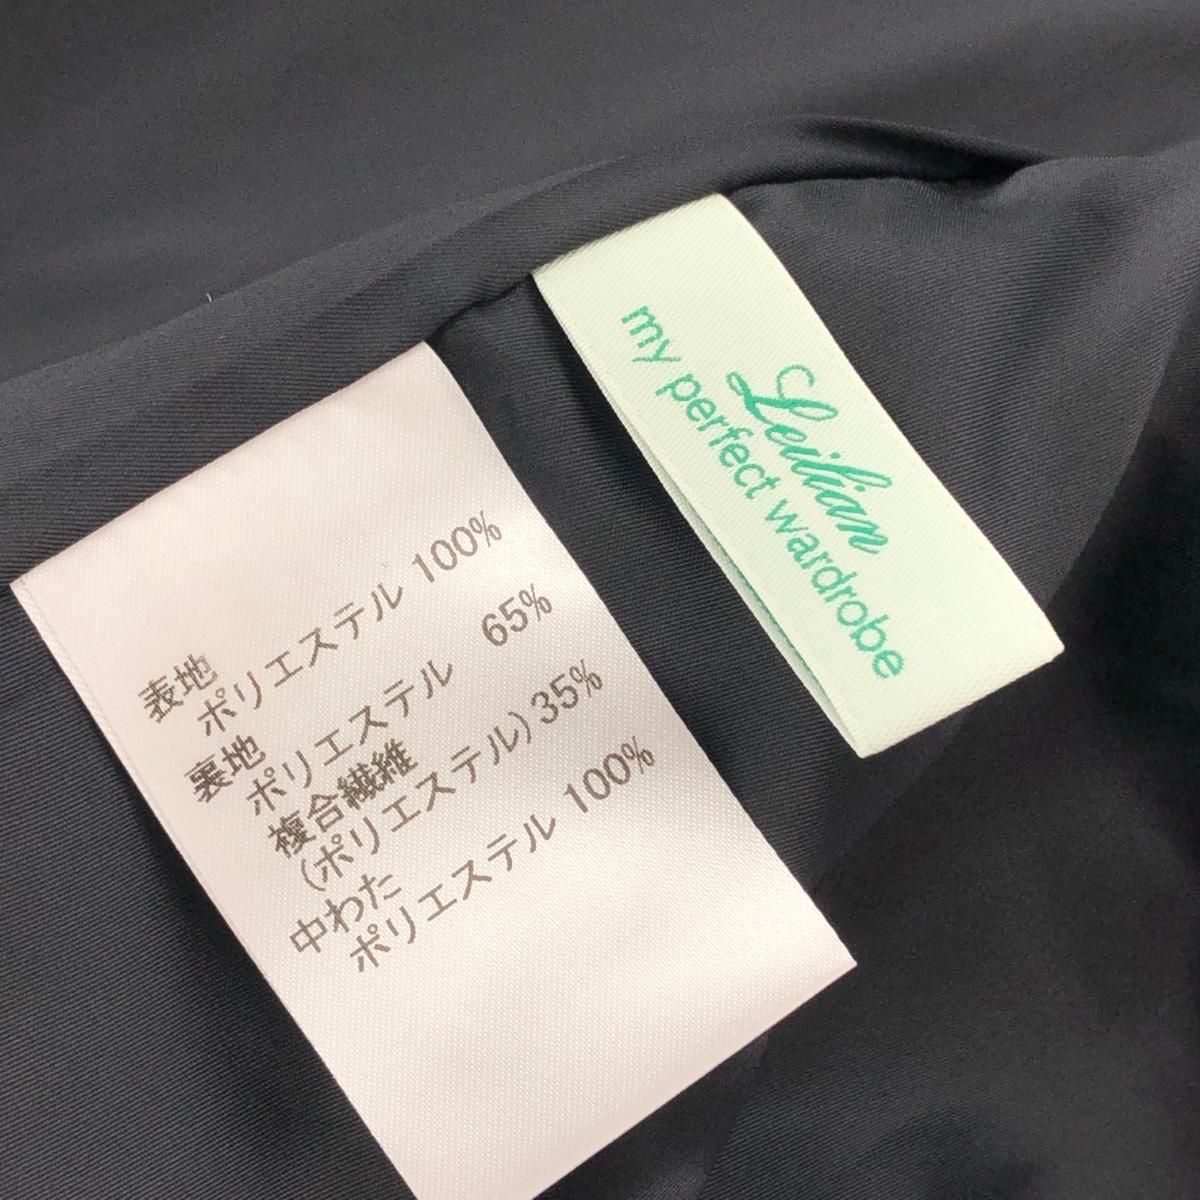 表地
ポリエステル 100%
裏地
ポリエステル 65%
複合繊維
(ポリエステル) 35%
中わた
ポリエステル 100%
Leilian
my perfect wardrobe